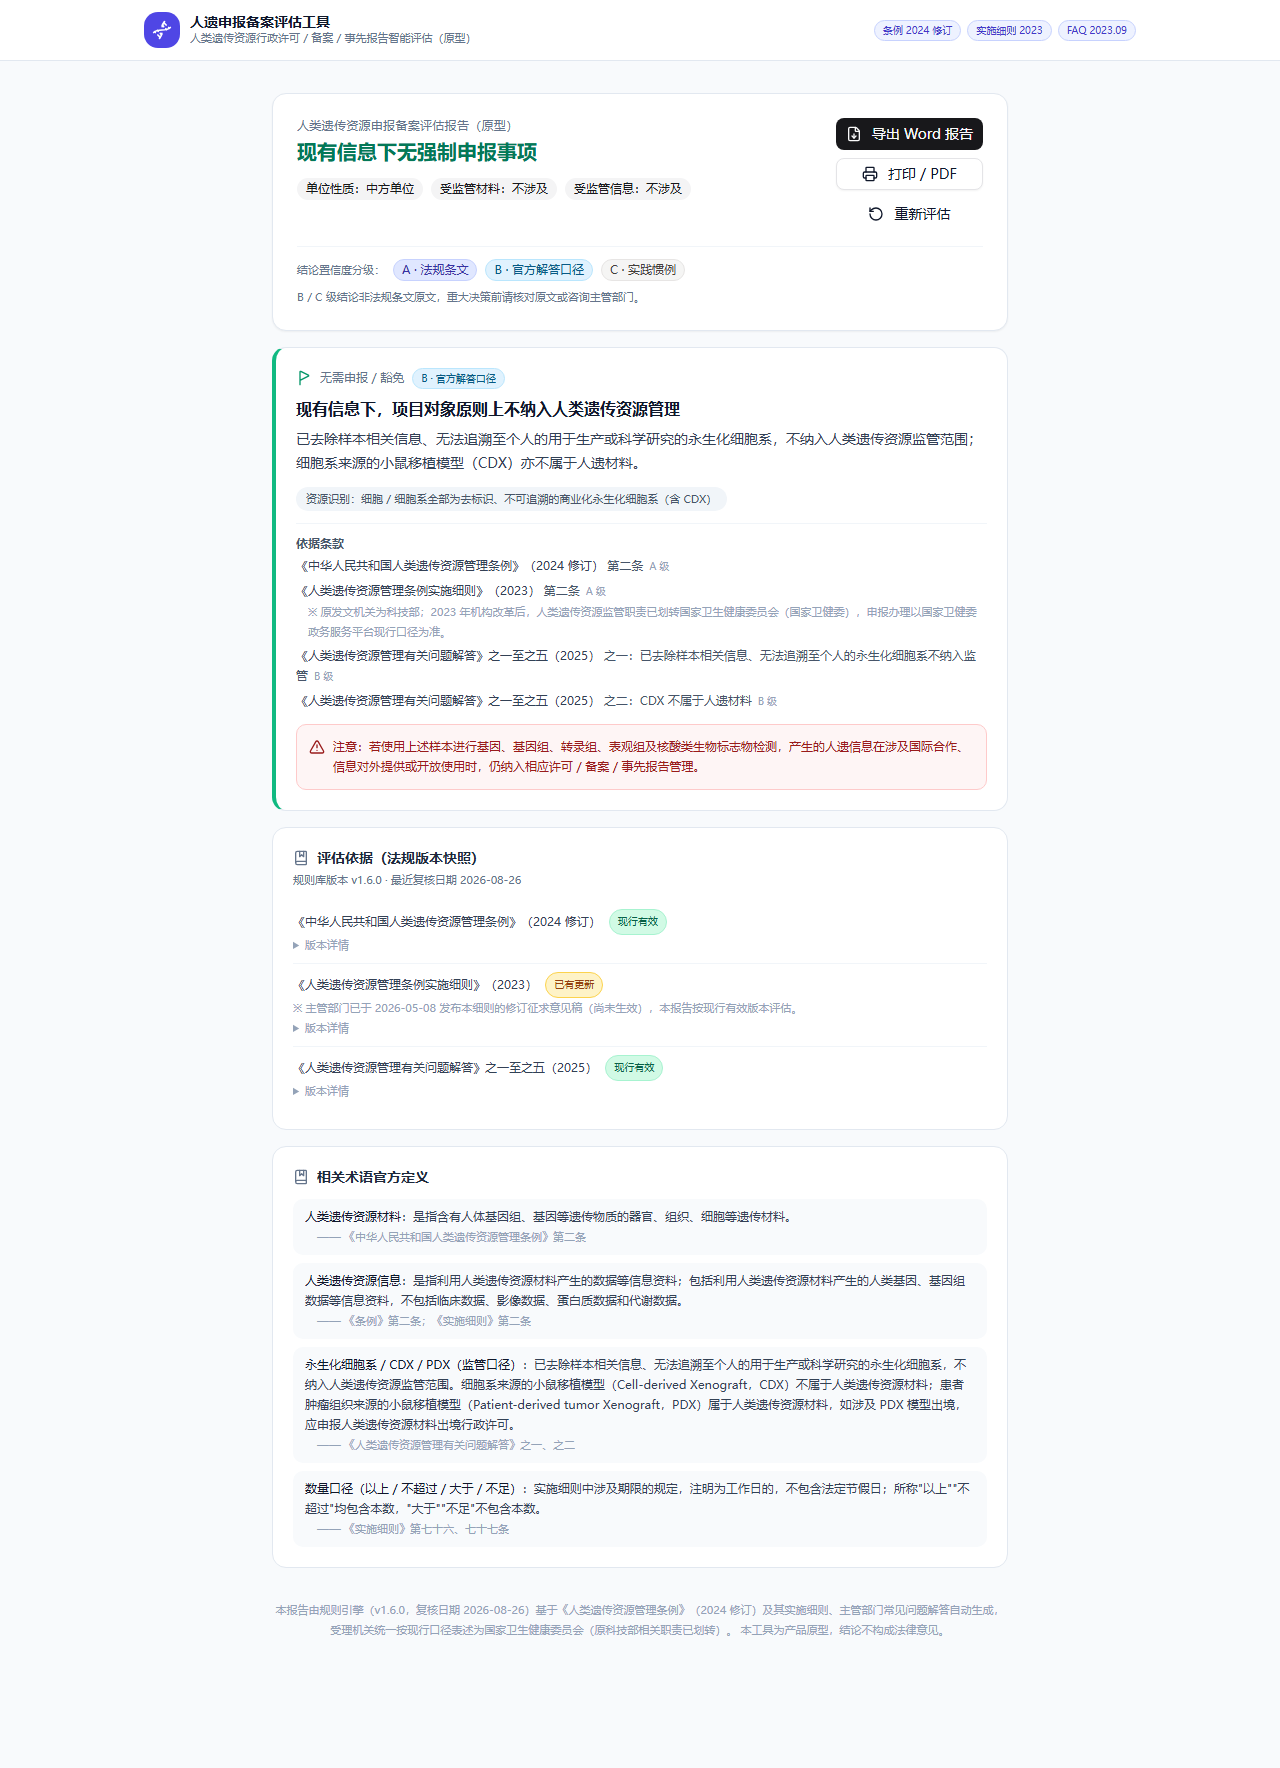 人遗申报备案评估工具
人类遗传资源行政许可 / 备案 / 事先报告智能评估（原型）
条例 2024 修订
实施细则 2023
FAQ 2023.09
人类遗传资源申报备案评估报告（原型）
现有信息下无强制申报事项
单位性质：中方单位
受监管材料：不涉及
受监管信息：不涉及
导出 Word 报告
打印 / PDF
重新评估
结论置信度分级：
A · 法规条文
B · 官方解答口径
C · 实践惯例
B / C 级结论非法规条文原文，重大决策前请核对原文或咨询主管部门。
无需申报 / 豁免
B · 官方解答口径
现有信息下，项目对象原则上不纳入人类遗传资源管理
已去除样本相关信息、无法追溯至个人的用于生产或科学研究的永生化细胞系，不纳入人类遗传资源监管范围；
细胞系来源的小鼠移植模型（CDX）亦不属于人遗材料。
资源识别：细胞 / 细胞系全部为去标识、不可追溯的商业化永生化细胞系（含 CDX）
依据条款
《中华人民共和国人类遗传资源管理条例》（2024 修订） 第二条 A 级
《人类遗传资源管理条例实施细则》（2023） 第二条 A 级
※ 原发文机关为科技部；2023 年机构改革后，人类遗传资源监管职责已划转国家卫生健康委员会（国家卫健委），申报办理以国家卫健委
政务服务平台现行口径为准。
《人类遗传资源管理有关问题解答》之一至之五（2025） 之一：已去除样本相关信息、无法追溯至个人的永生化细胞系不纳入监
管 B 级
《人类遗传资源管理有关问题解答》之一至之五（2025） 之二：CDX 不属于人遗材料 B 级
注意：若使用上述样本进行基因、基因组、转录组、表观组及核酸类生物标志物检测，产生的人遗信息在涉及国际合作、
信息对外提供或开放使用时，仍纳入相应许可 / 备案 / 事先报告管理。
评估依据（法规版本快照）
规则库版本 v1.6.0 · 最近复核日期 2026-08-26
《中华人民共和国人类遗传资源管理条例》（2024 修订）
现行有效
▶ 版本详情
《人类遗传资源管理条例实施细则》（2023）
已有更新
※ 主管部门已于 2026-05-08 发布本细则的修订征求意见稿（尚未生效），本报告按现行有效版本评估。
▶ 版本详情
《人类遗传资源管理有关问题解答》之一至之五（2025）
现行有效
▶ 版本详情
相关术语官方定义
人类遗传资源材料：是指含有人体基因组、基因等遗传物质的器官、组织、细胞等遗传材料。
—— 《中华人民共和国人类遗传资源管理条例》第二条
人类遗传资源信息：是指利用人类遗传资源材料产生的数据等信息资料；包括利用人类遗传资源材料产生的人类基因、基因组
数据等信息资料，不包括临床数据、影像数据、蛋白质数据和代谢数据。
—— 《条例》第二条；《实施细则》第二条
永生化细胞系 / CDX / PDX（监管口径）：已去除样本相关信息、无法追溯至个人的用于生产或科学研究的永生化细胞系，不
纳入人类遗传资源监管范围。细胞系来源的小鼠移植模型（Cell-derived Xenograft，CDX）不属于人类遗传资源材料；患者
肿瘤组织来源的小鼠移植模型（Patient-derived tumor Xenograft，PDX）属于人类遗传资源材料，如涉及 PDX 模型出境，
应申报人类遗传资源材料出境行政许可。
—— 《人类遗传资源管理有关问题解答》之一、之二
数量口径（以上 / 不超过 / 大于 / 不足）：实施细则中涉及期限的规定，注明为工作日的，不包含法定节假日；所称"以上""不
超过"均包含本数，"大于""不足"不包含本数。
—— 《实施细则》第七十六、七十七条
本报告由规则引擎（v1.6.0，复核日期 2026-08-26）基于《人类遗传资源管理条例》（2024 修订）及其实施细则、主管部门常见问题解答自动生成，
受理机关统一按现行口径表述为国家卫生健康委员会（原科技部相关职责已划转）。 本工具为产品原型，结论不构成法律意见。